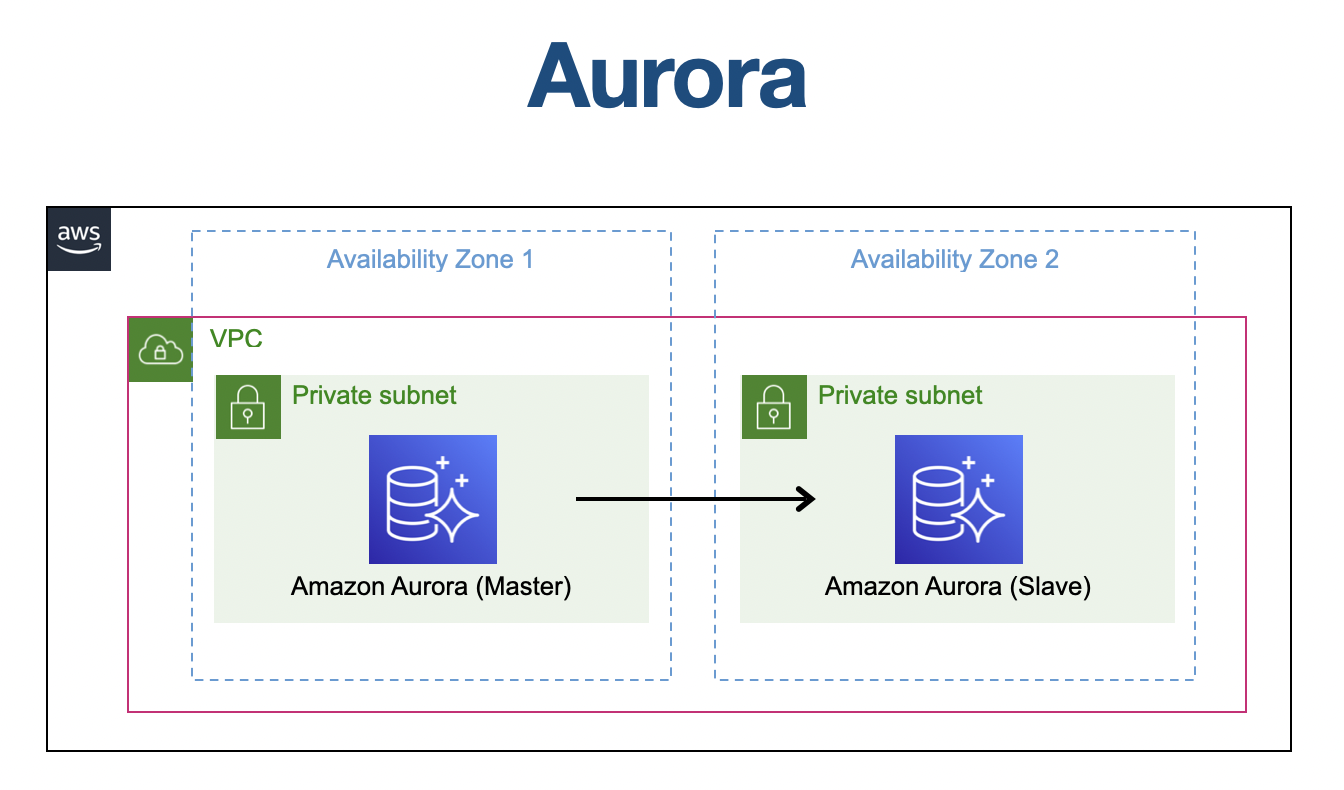 Aurora
aws
Availability Zone 1
Availability Zone 2
VPC
Private subnet
Private subnet
Amazon Aurora (Master)
Amazon Aurora (Slave)